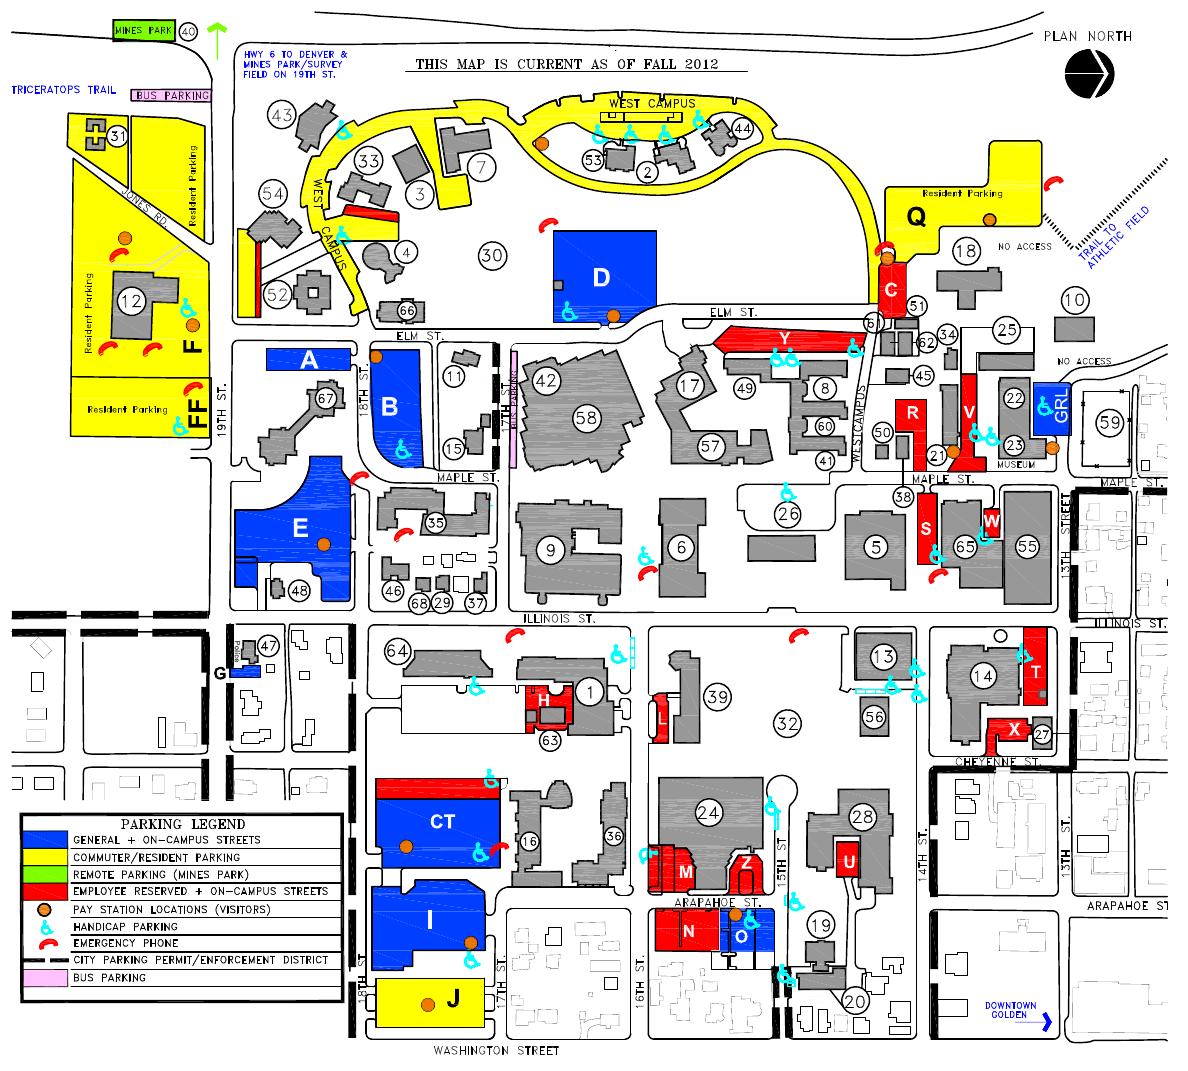 MINES PARK
40
PLAN NORTH
HWY 6 TO DENVER &
MINES PARK/SURVEY
FIELD ON 19TH ST.
THIS MAP IS CURRENT AS OF FALL 2012
TRICERATOPS TRAIL
BUS PARKING
WEST CAMPUS
43
31
44
33
53
2
7
3
Resident Parking
JONES RD.
WEST
CAMPUS
54
Resident Parking
Q
TRAIL TO
ATHLETIC FIELD
NO ACCESS
4
30
18
D
52
12
Resident Parking
C
10
66
51
ELM ST.
61
25
ELM ST.
Y
62
34
F
A
NO ACCESS
11
42
17
49
8
45
18TH ST.
67
B
17TH ST.
BUS PARKING
22
GRL
FF
Resident Parking
19TH ST.
58
60
WESTCAMPUS
R
V
59
15
57
50
21
23
41
MUSEUM
MAPLE ST.
MAPLE ST.
MAPLE ST.
38
26
35
E
9
6
5
S
65
W
55
13TH STREET
46
48
68
29
37
ILLINOIS ST.
ILLINOIS ST.
47
Police
G
64
13
14
T
1
H
39
L
32
56
63
X
27
CHEYENNE ST.
PARKING LEGEND
GENERAL + ON-CAMPUS STREETS
COMMUTER/RESIDENT PARKING
REMOTE PARKING (MINES PARK)
EMPLOYEE RESERVED + ON-CAMPUS STREETS
PAY STATION LOCATIONS (VISITORS)
HANDICAP PARKING
EMERGENCY PHONE
CITY PARKING PERMIT/ENFORCEMENT DISTRICT
BUS PARKING
CT
16
36
24
28
M
Z
U
15TH ST.
14TH ST.
13TH ST.
ARAPAHOE ST.
ARAPAHOE ST
I
N
O
19
18TH ST
17TH ST.
16TH ST.
J
20
DOWNTOWN
GOLDEN
WASHINGTON STREET